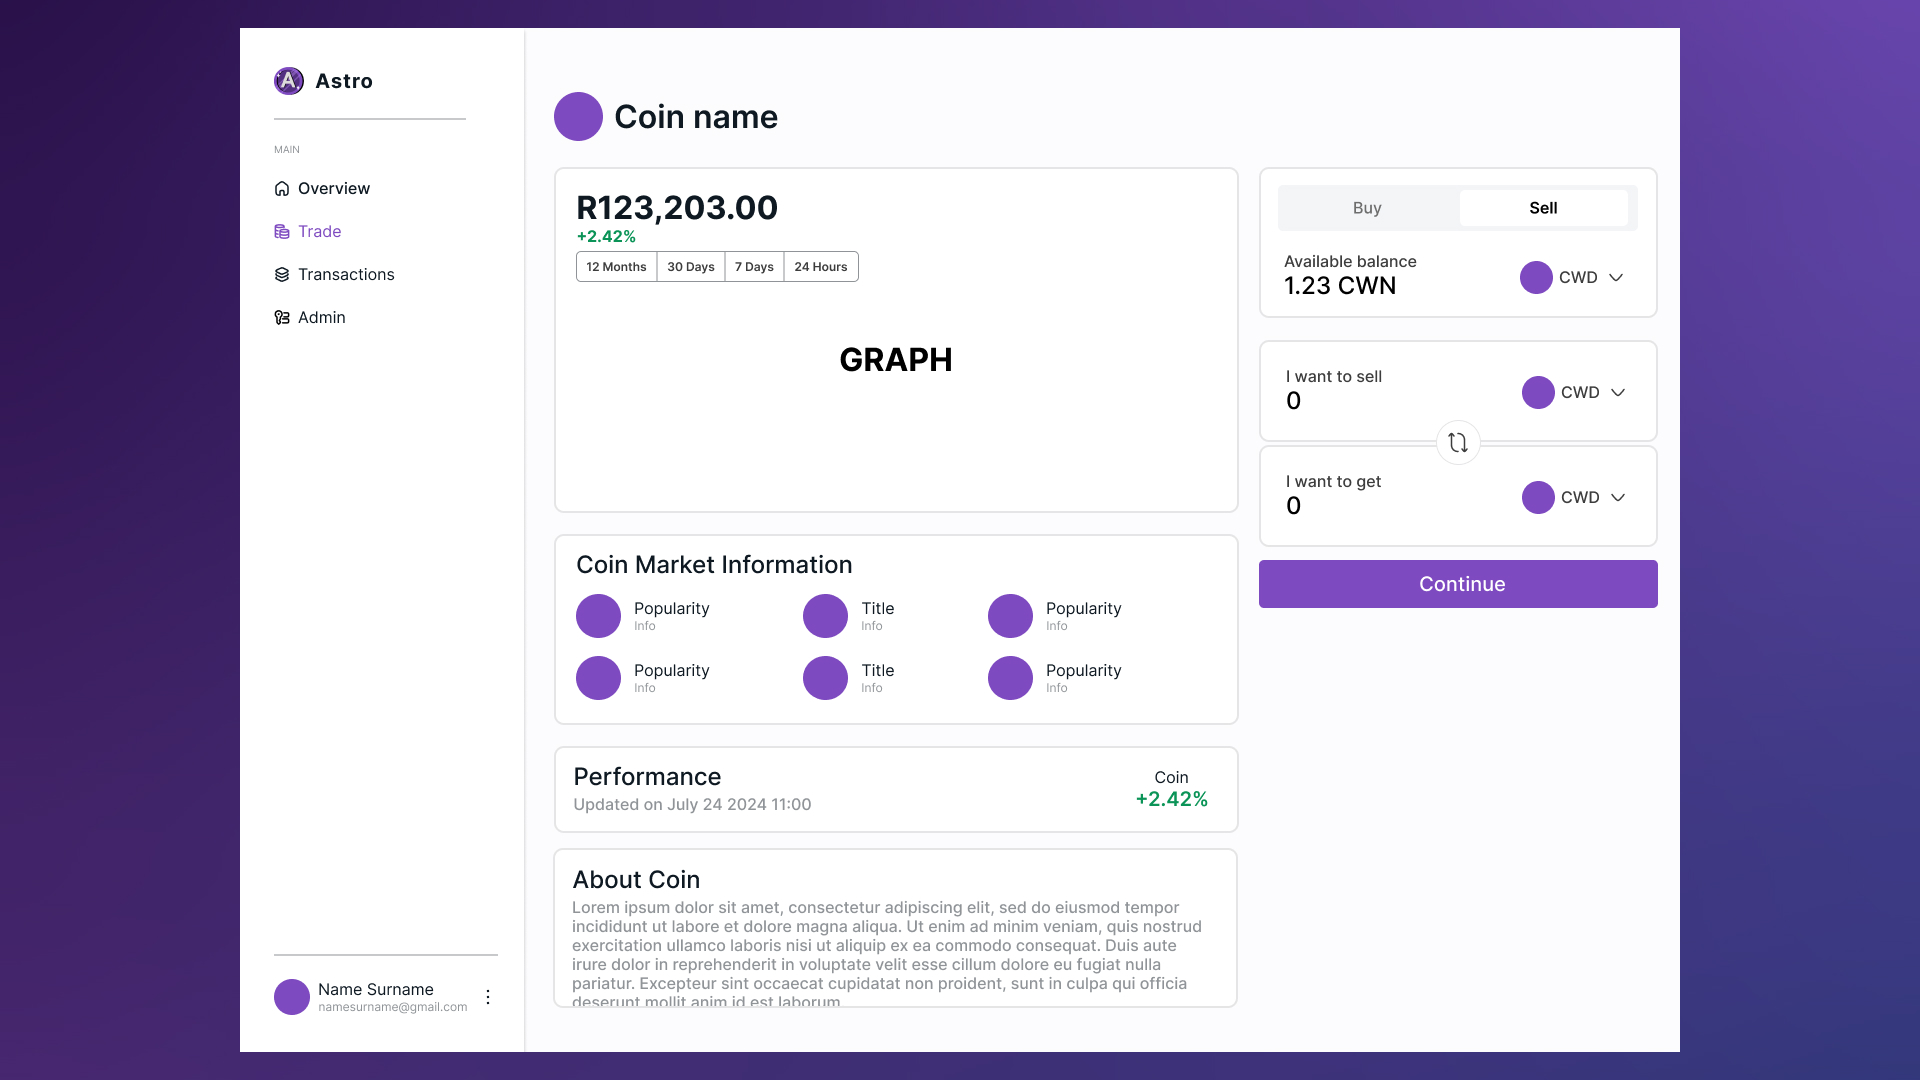 Astro
MAIN
Overview
Trade
Transactions
Admin
Name Surname
namesurname@gmail.com
Coin name
R123,203.00
+2.42%
12 Months 30 Days 7 Days 24 Hours
GRAPH
Coin Market Information
Popularity Title Popularity
Info Info Info
Popularity Title Popularity
Info Info Info
Performance
Updated on July 24 2024 11:00
Coin
+2.42%
About Coin
Lorem ipsum dolor sit amet, consectetur adipiscing elit, sed do eiusmod tempor
incididunt ut labore et dolore magna aliqua. Ut enim ad minim veniam, quis nostrud
exercitation ullamco laboris nisi ut aliquip ex ea commodo consequat. Duis aute
irure dolor in reprehenderit in voluptate velit esse cillum dolore eu fugiat nulla
pariatur. Excepteur sint occaecat cupidatat non proident, sunt in culpa qui officia
deserunt mollit anim id est laborum.
Buy Sell
Available balance
1.23 CWN
CWD
I want to sell
0
CWD
I want to get
0
CWD
Continue